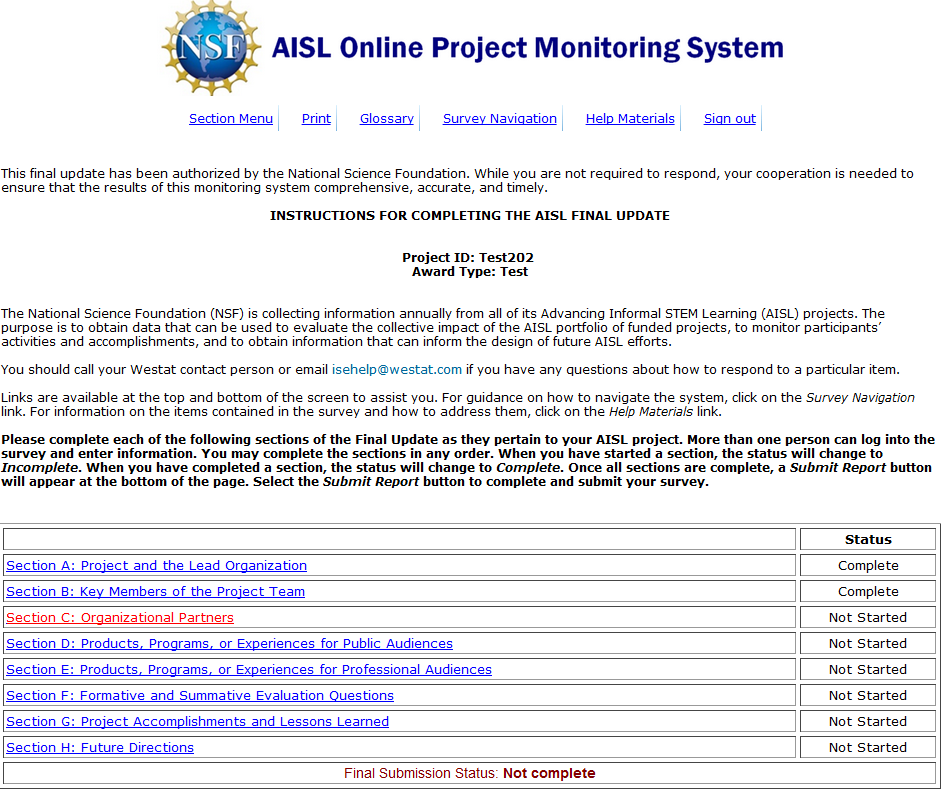 NSF AISL Online Project Monitoring System
Section Menu Print Glossary Survey Navigation Help Materials Sign out
This final update has been authorized by the National Science Foundation. While you are not required to respond, your cooperation is needed to
ensure that the results of this monitoring system comprehensive, accurate, and timely.
INSTRUCTIONS FOR COMPLETING THE AISL FINAL UPDATE
Project ID: Test202
Award Type: Test
The National Science Foundation (NSF) is collecting information annually from all of its Advancing Informal STEM Learning (AISL) projects. The
purpose is to obtain data that can be used to evaluate the collective impact of the AISL portfolio of funded projects, to monitor participants’
activities and accomplishments, and to obtain information that can inform the design of future AISL efforts.
You should call your Westat contact person or email isehelp@westat.com if you have any questions about how to respond to a particular item.
Links are available at the top and bottom of the screen to assist you. For guidance on how to navigate the system, click on the Survey Navigation
link. For information on the items contained in the survey and how to address them, click on the Help Materials link.
Please complete each of the following sections of the Final Update as they pertain to your AISL project. More than one person can log into the
survey and enter information. You may complete the sections in any order. When you have started a section, the status will change to
Incomplete. When you have completed a section, the status will change to Complete. Once all sections are complete, a Submit Report button
will appear at the bottom of the page. Select the Submit Report button to complete and submit your survey.
Status
Section A: Project and the Lead Organization Complete
Section B: Key Members of the Project Team Complete
Section C: Organizational Partners Not Started
Section D: Products, Programs, or Experiences for Public Audiences Not Started
Section E: Products, Programs, or Experiences for Professional Audiences Not Started
Section F: Formative and Summative Evaluation Questions Not Started
Section G: Project Accomplishments and Lessons Learned Not Started
Section H: Future Directions Not Started
Final Submission Status: Not complete